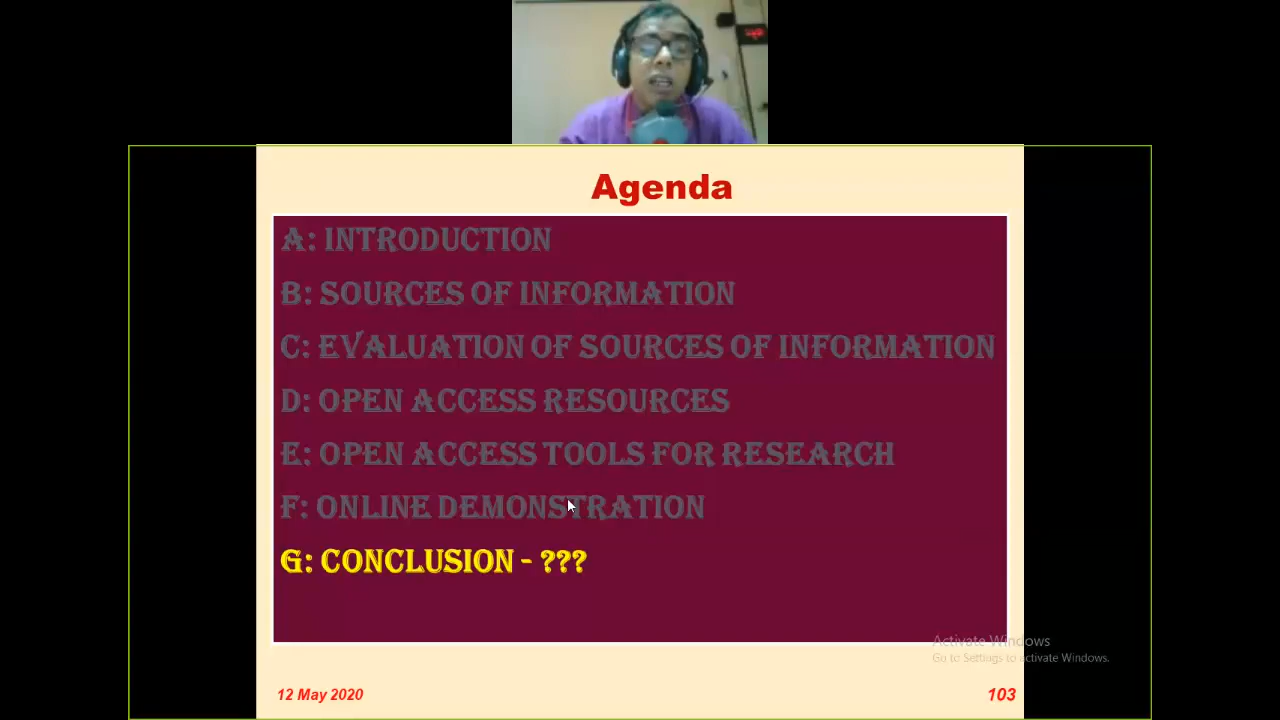 Agenda
A: INTRODUCTION
B: SOURCES OF INFORMATION
C: EVALUATION OF SOURCES OF INFORMATION
D: OPEN ACCESS RESOURCES
E: OPEN ACCESS TOOLS FOR RESEARCH
F: ONLINE DEMONSTRATION
G: CONCLUSION - ???
Activate Windows
Go to Settings to activate Windows.
12 May 2020
103